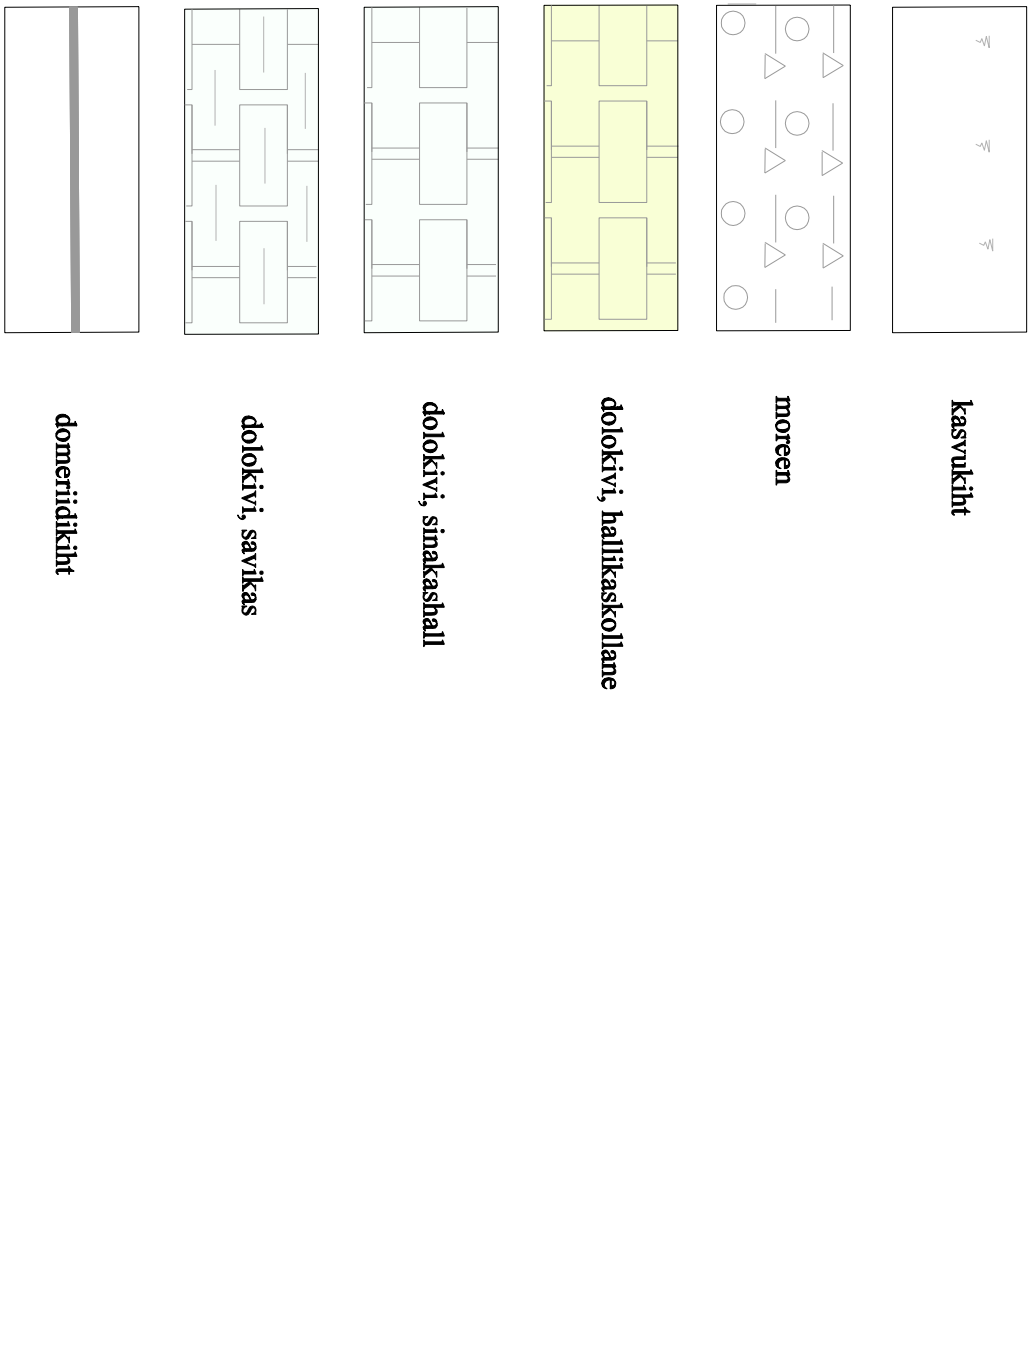 kasvukiht
moreen
dolokivi, hallikaskollane
dolokivi, sinakashall
dolokivi, savikas
domeriidikiht